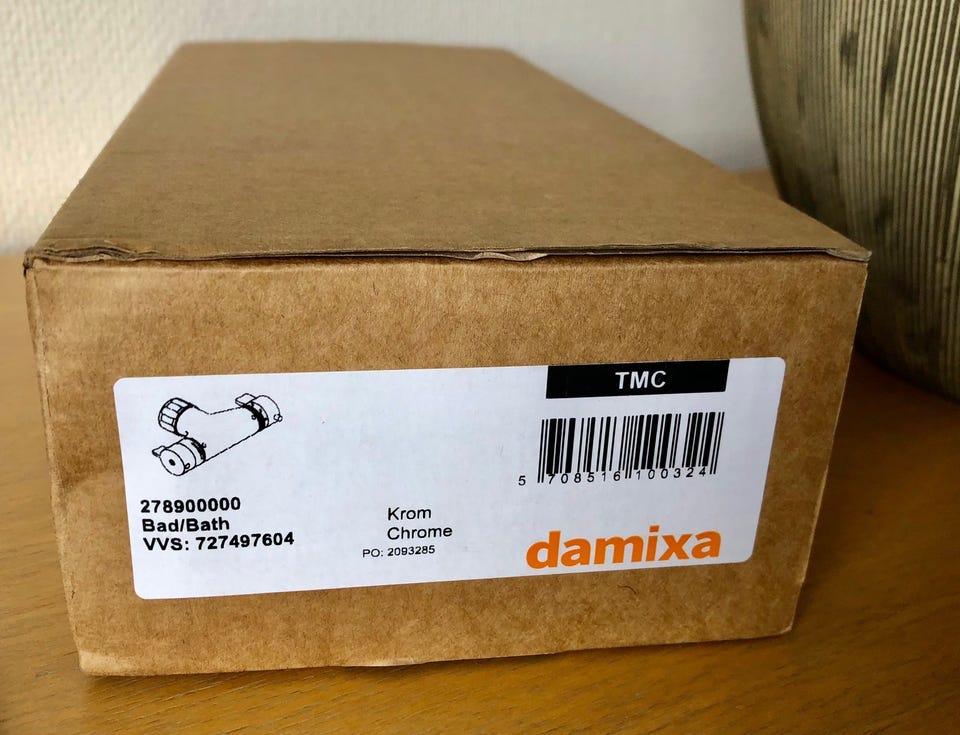 TMC
5 708516 100324
278900000
Bad/Bath
VVS: 727497604
Krom
Chrome
PO: 2093285
damixa